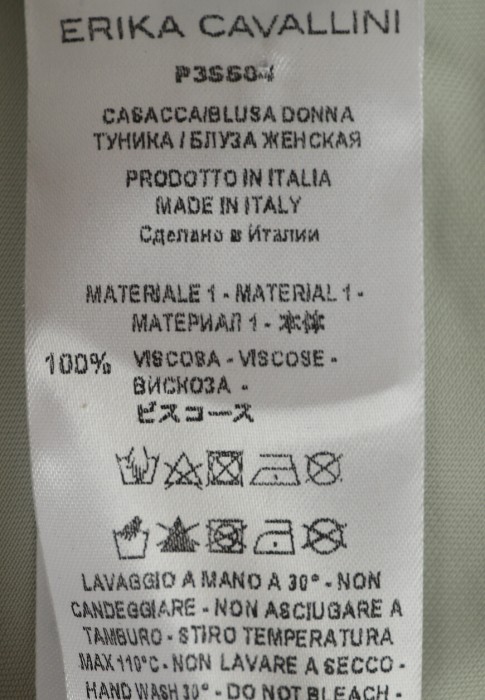 ERIKA CAVALLINI
P3SS04
CASACCA/BLUSA DONNA
ТУНИКА / БЛУЗА ЖЕНСКАЯ
PRODOTTO IN ITALIA
MADE IN ITALY
Сделано в Италии
MATERIALE 1 - MATERIAL 1 -
МАТЕРИАЛ 1 - 本体
100% VISCOSA - VISCOSE -
ВИСКОЗА -
ビスコース
LAVAGGIO A MANO A 30° - NON
CANDEGGIARE - NON ASCIUGARE A
TAMBURO - STIRO TEMPERATURA
MAX 110°C - NON LAVARE A SECCO -
HAND WASH 30° - DO NOT BLEACH -